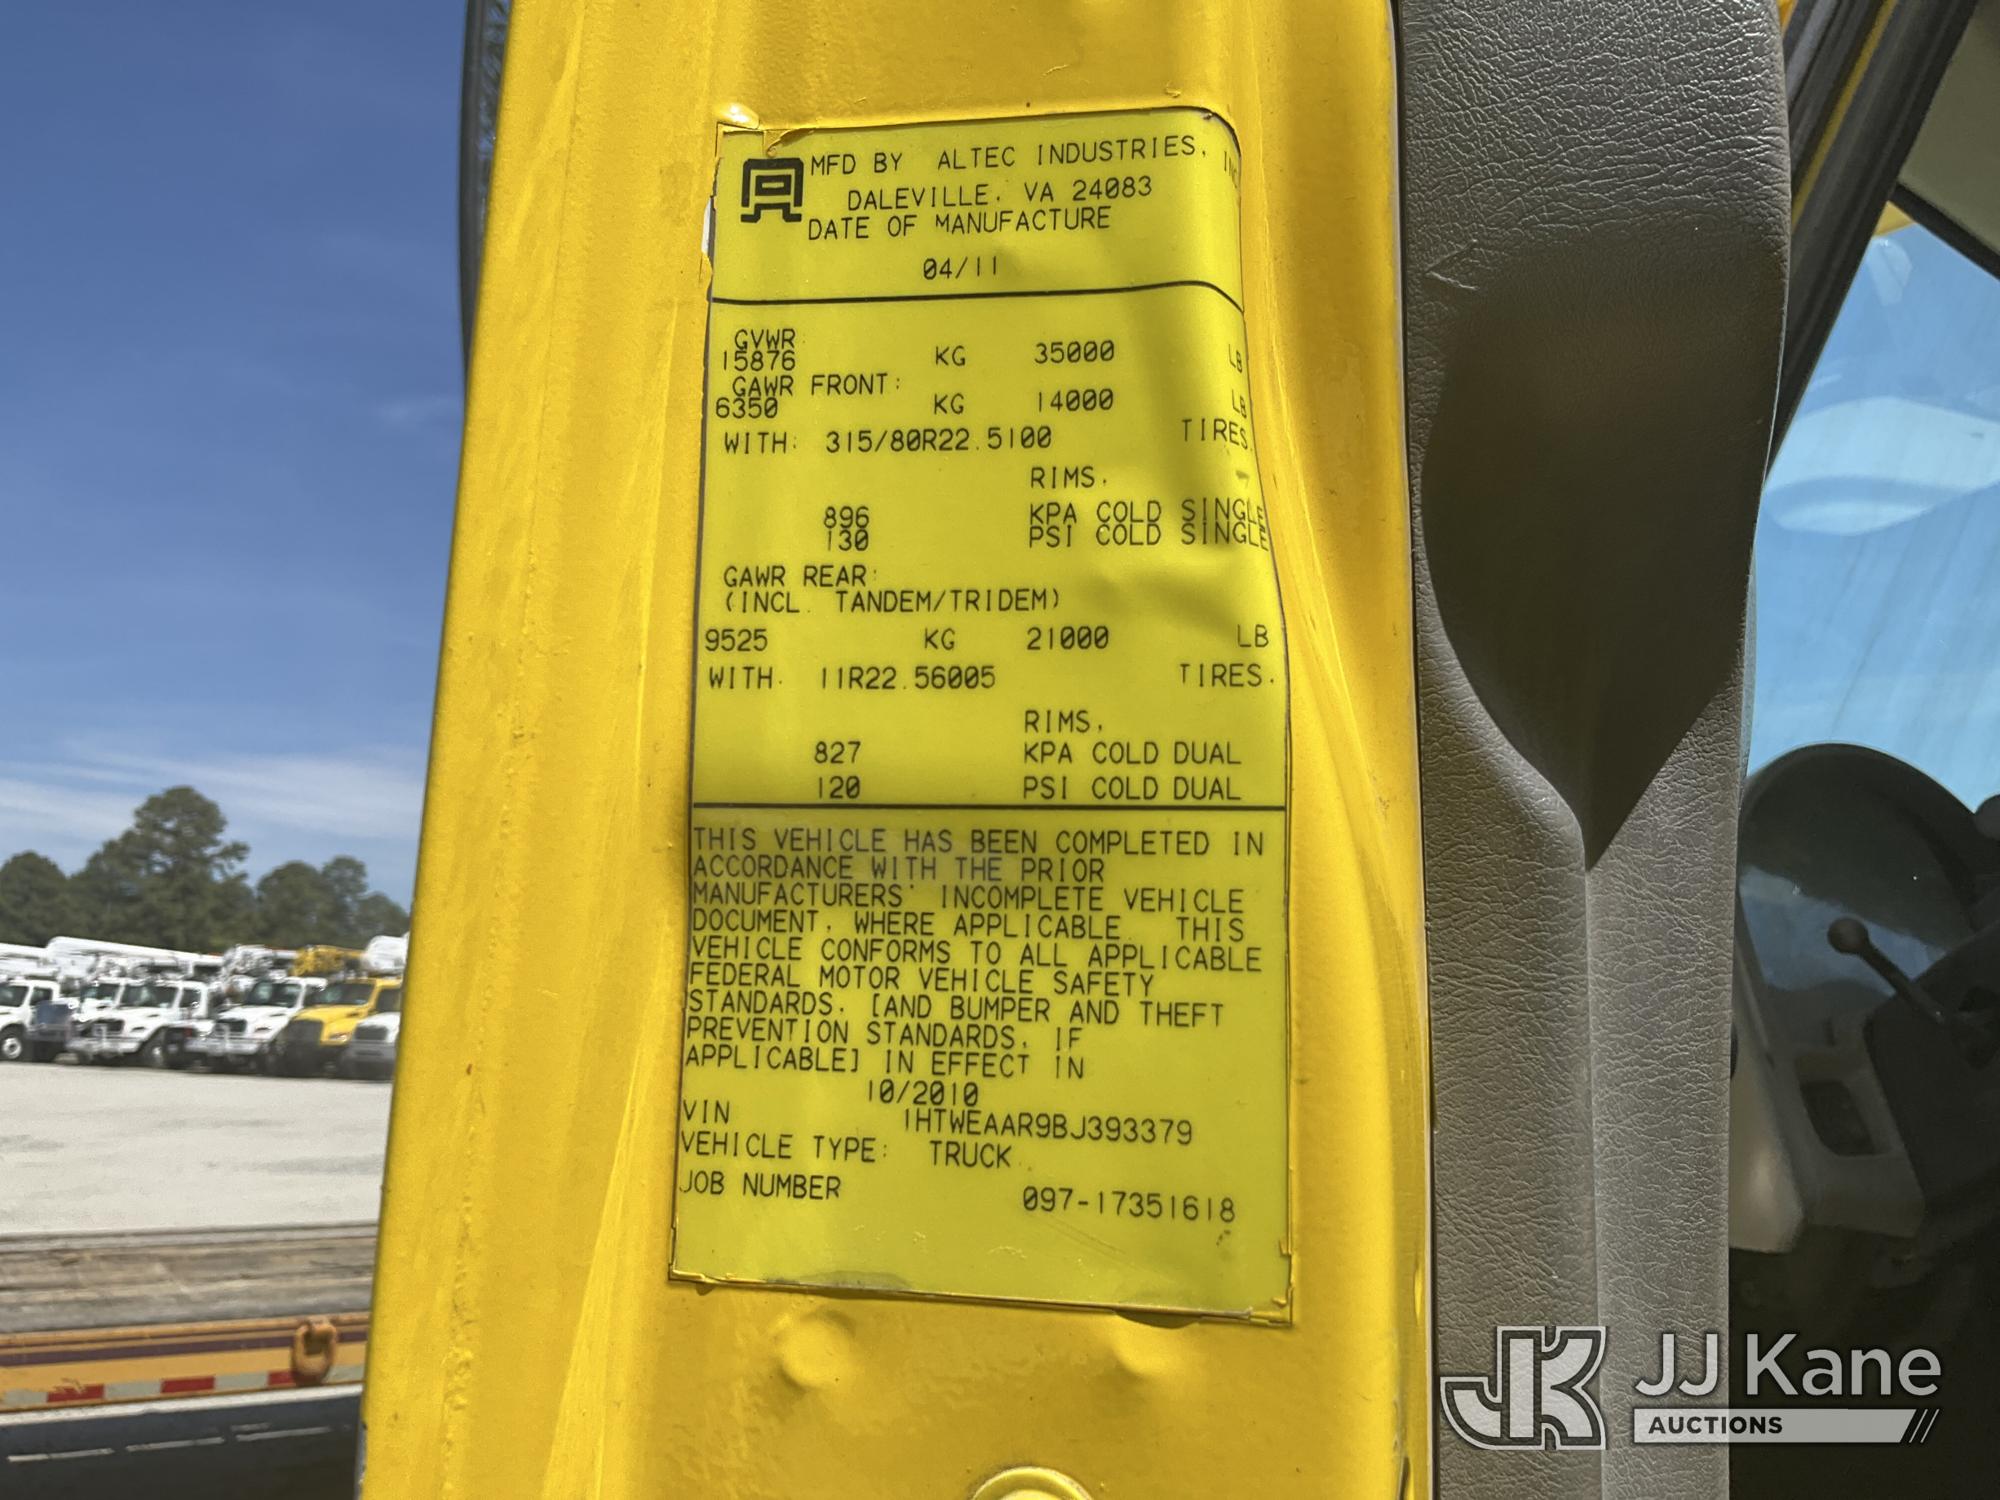 MFD BY ALTEC INDUSTRIES, INC
DALEVILLE, VA 24083
DATE OF MANUFACTURE
04/11
GVWR
15876 KG 35000 LB
GAWR FRONT:
6350 KG 14000 LB
WITH: 315/80R22.5100 TIRES,
RIMS,
896 KPA COLD SINGLE
130 PSI COLD SINGLE
GAWR REAR:
(INCL. TANDEM/TRIDEM)
9525 KG 21000 LB
WITH: 11R22.56005 TIRES,
RIMS,
827 KPA COLD DUAL
120 PSI COLD DUAL
THIS VEHICLE HAS BEEN COMPLETED IN
ACCORDANCE WITH THE PRIOR
MANUFACTURERS' INCOMPLETE VEHICLE
DOCUMENT, WHERE APPLICABLE. THIS
VEHICLE CONFORMS TO ALL APPLICABLE
FEDERAL MOTOR VEHICLE SAFETY
STANDARDS, [AND BUMPER AND THEFT
PREVENTION STANDARDS, IF
APPLICABLE] IN EFFECT IN
10/2010
VIN 1HTWEAAR9BJ393379
VEHICLE TYPE: TRUCK
JOB NUMBER 097-17351618
JK JJ Kane
AUCTIONS